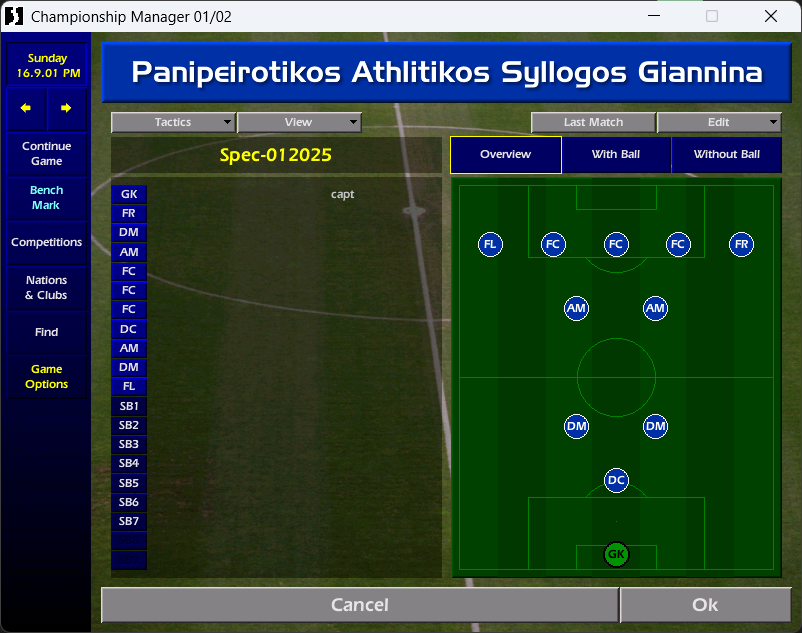 Championship Manager 01/02
Sunday
16.9.01 PM
Continue
Game
Bench
Mark
Competitions
Nations
& Clubs
Find
Game
Options
Panipeirotikos Athlitikos Syllogos Giannina
Tactics View Last Match Edit
Spec-012025
Overview With Ball Without Ball
GK capt
FR
DM
AM
FC
FC
FC
DC
AM
DM
FL
SB1
SB2
SB3
SB4
SB5
SB6
SB7
FL FC FC FC FR
AM AM
DM DM
DC
GK
Cancel Ok